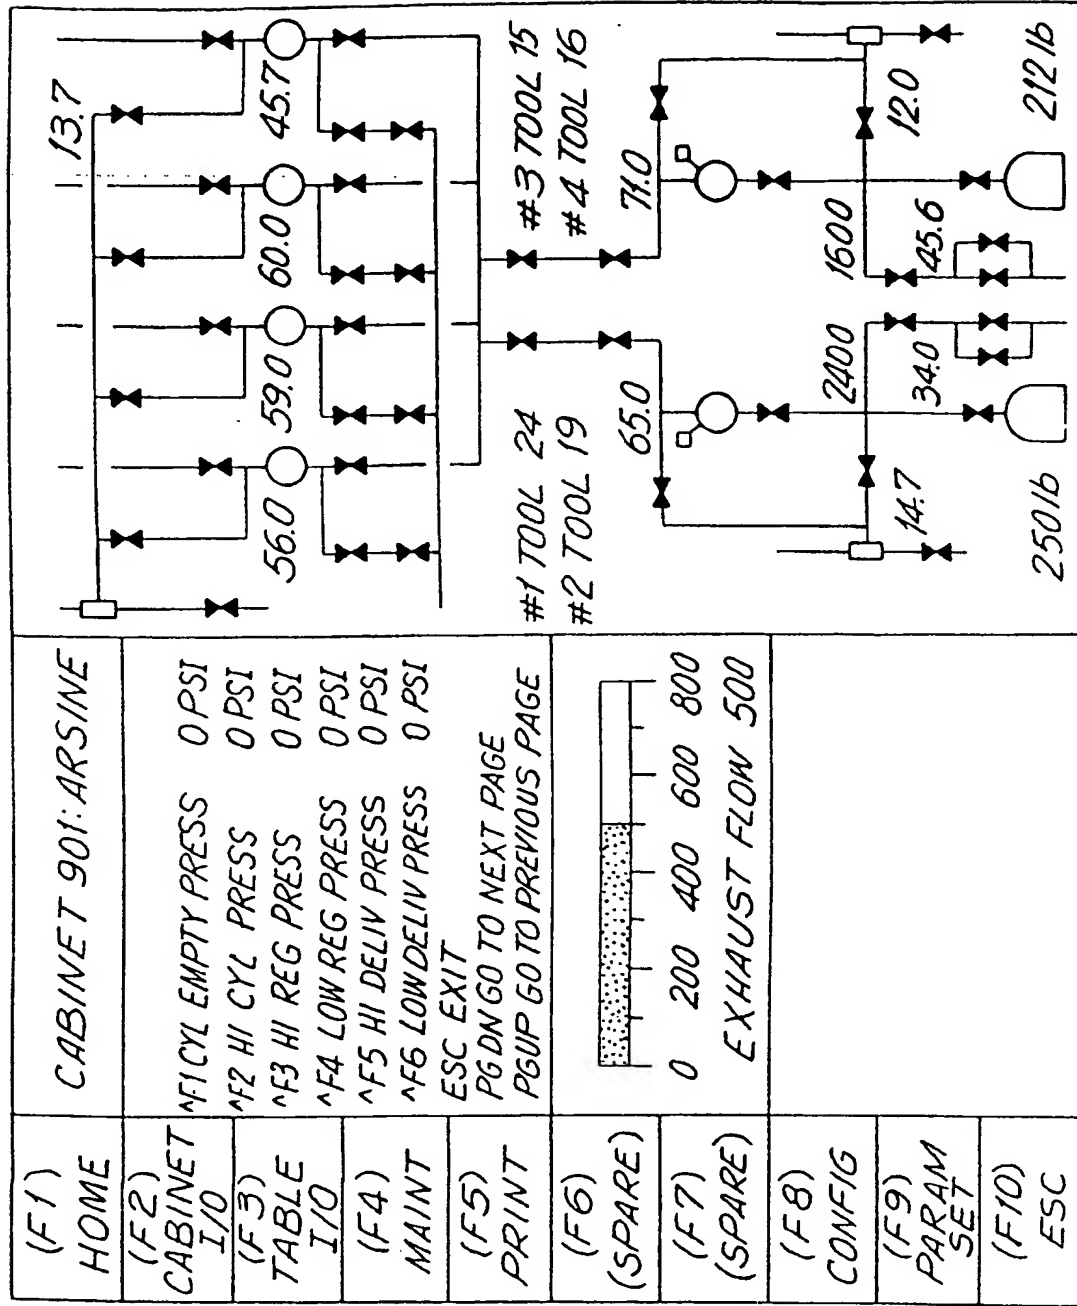 (F1)
HOME
(F2)
CABINET
I/O
(F3)
TABLE
I/O
(F4)
MAINT
(F5)
PRINT
(F6)
(SPARE)
(F7)
(SPARE)
(F8)
CONFIG
(F9)
PARAM
SET
(F10)
ESC
CABINET 901: ARSINE
^F1 CYL EMPTY PRESS 0 PSI
^F2 HI CYL PRESS 0 PSI
^F3 HI REG PRESS 0 PSI
^F4 LOW REG PRESS 0 PSI
^F5 HI DELIV PRESS 0 PSI
^F6 LOW DELIV PRESS 0 PSI
ESC EXIT
PGDN GO TO NEXT PAGE
PGUP GO TO PREVIOUS PAGE
0 200 400 600 800
EXHAUST FLOW 500
13.7
56.0 59.0 60.0 45.7
#1 TOOL 24
#2 TOOL 19
#3 TOOL 15
#4 TOOL 16
65.0 71.0
2400 1600
14.7 34.0 45.6 12.0
250 lb 212 lb